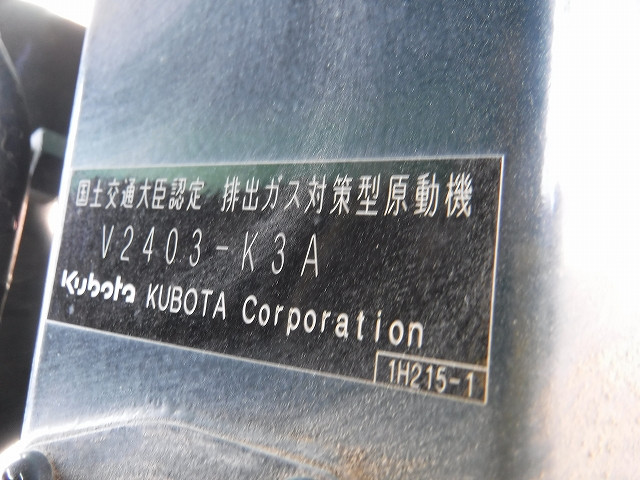 国土交通大臣認定 排出ガス対策型原動機
V2403-K3A
Kubota KUBOTA Corporation
1H215-1